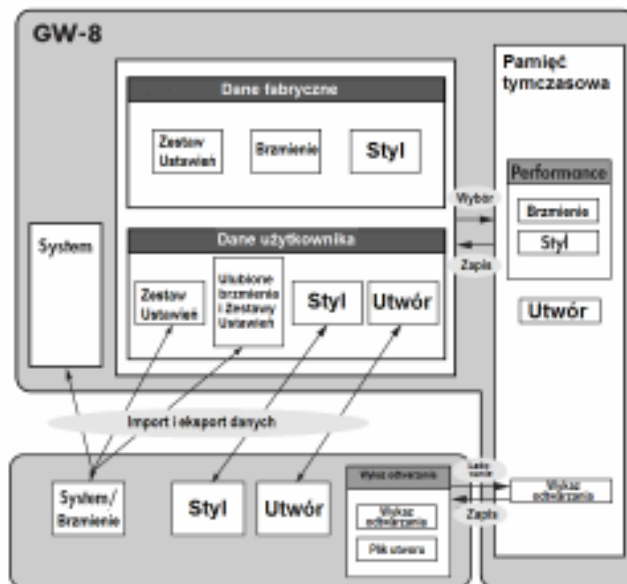 GW-8
Pamięć
tymczasowa
Dane fabryczne
Zestaw
Ustawień
Brzmienie
Styl
Performance
Wybór
Brzmienie
System
Dane użytkownika
Styl
Zapis
Zestaw
Ustawień
Ulubione
brzmienia
i Zestawy
Ustawień
Styl
Utwór
Utwór
Import i eksport danych
System/
Brzmienie
Styl
Utwór
Wykaz odtwarzania
Wykaz
odtwarzania
Plik utworu
Zapis
Wykaz
odtwarzania